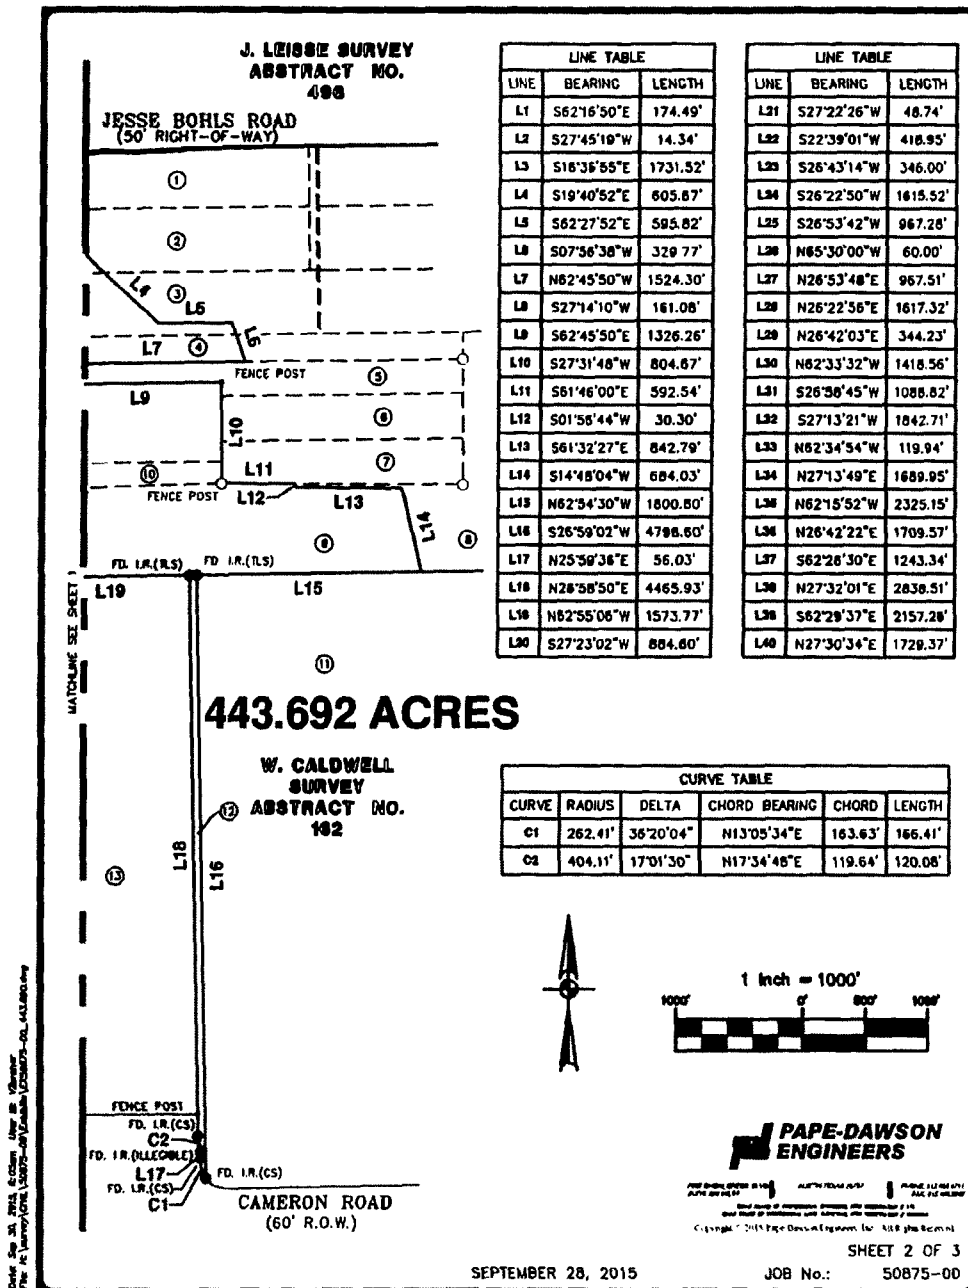 J. LEISSE SURVEY
ABSTRACT NO.
496
JESSE BOHLS ROAD
(50' RIGHT-OF-WAY)
1
2
3
L4
L5
L6
L7
4
FENCE POST
5
L9
L10
6
7
10
L11
FENCE POST
L12
L13
L14
9
8
FD. I.R.(TLS)
FD. I.R.(TLS)
L19
L15
MATCHLINE SEE SHEET 1
11
443.692 ACRES
W. CALDWELL
SURVEY
ABSTRACT NO.
162
12
L18
L16
13
FENCE POST
FD. I.R.(CS)
C2
FD. I.R.(ILLEGIBLE)
L17
FD. I.R.(CS)
C1
FD. I.R.(CS)
CAMERON ROAD
(60' R.O.W.)
LINE TABLE
LINE BEARING LENGTH
L1 S62°16'50"E 174.49'
L2 S27°45'19"W 14.34'
L3 S16°36'55"E 1731.52'
L4 S19°40'52"E 605.67'
L5 S62°27'52"E 595.82'
L6 S07°56'38"W 329.77'
L7 N62°45'50"W 1524.30'
L8 S27°14'10"W 161.08'
L9 S62°45'50"E 1326.26'
L10 S27°31'48"W 804.67'
L11 S61°46'00"E 592.54'
L12 S01°56'44"W 30.30'
L13 S61°32'27"E 842.79'
L14 S14°48'04"W 684.03'
L15 N62°54'30"W 1800.80'
L16 S26°59'02"W 4798.60'
L17 N25°59'36"E 56.03'
L18 N26°58'50"E 4465.93'
L19 N62°55'06"W 1573.77'
L20 S27°23'02"W 884.60'
LINE TABLE
LINE BEARING LENGTH
L21 S27°22'26"W 48.74'
L22 S22°39'01"W 416.95'
L23 S26°43'14"W 346.00'
L24 S26°22'50"W 1615.52'
L25 S26°53'42"W 967.28'
L26 N65°30'00"W 60.00'
L27 N26°53'48"E 967.51'
L28 N26°22'56"E 1617.32'
L29 N26°42'03"E 344.23'
L30 N62°33'32"W 1418.56'
L31 S26°58'45"W 1088.82'
L32 S27°13'21"W 1842.71'
L33 N62°34'54"W 119.94'
L34 N27°13'49"E 1689.95'
L35 N62°15'52"W 2325.15'
L36 N26°42'22"E 1709.57'
L37 S62°28'30"E 1243.34'
L38 N27°32'01"E 2838.51'
L39 S62°29'37"E 2157.28'
L40 N27°30'34"E 1729.37'
CURVE TABLE
CURVE RADIUS DELTA CHORD BEARING CHORD LENGTH
C1 262.41' 36°20'04" N13°05'34"E 163.63' 166.41'
C2 404.11' 17°01'30" N17°34'48"E 119.64' 120.08'
1 inch = 1000'
1000' 0' 500' 1000'
PAPE-DAWSON
ENGINEERS
SHEET 2 OF 3
SEPTEMBER 28, 2015
JOB No.: 50875-00